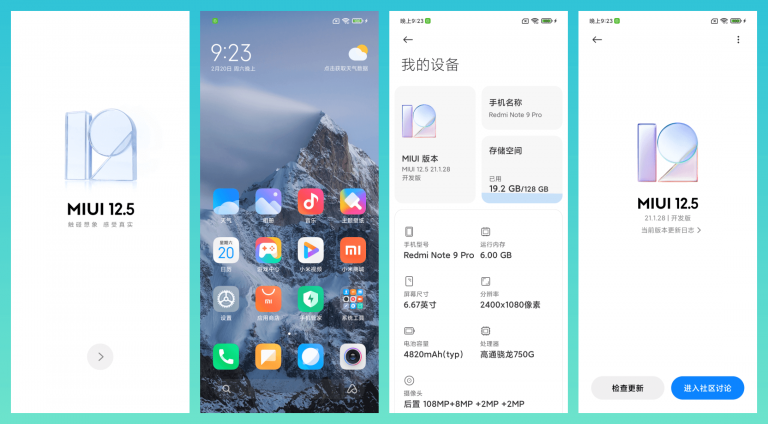 MIUI 12.5
触碰想象 感受真实
9:23
2月20日 周六晚上
点击获取天气数据
天气
相册
音乐
主题壁纸
星期六
20
日历
游戏中心
小米视频
小米商城
设置
应用商店
手机管家
系统工具
晚上9:23
我的设备
MIUI 版本
MIUI 12.5 21.1.28
开发版
手机名称
Redmi Note 9 Pro
存储空间
已用
19.2 GB/128 GB
手机型号
Redmi Note 9 Pro
运行内存
6.00 GB
屏幕尺寸
6.67英寸
分辨率
2400x1080像素
电池容量
4820mAh(typ)
处理器
高通骁龙750G
摄像头
后置 108MP+8MP +2MP +2MP
晚上9:23
MIUI 12.5
21.1.28 | 开发版
当前版本更新日志
检查更新
进入社区讨论